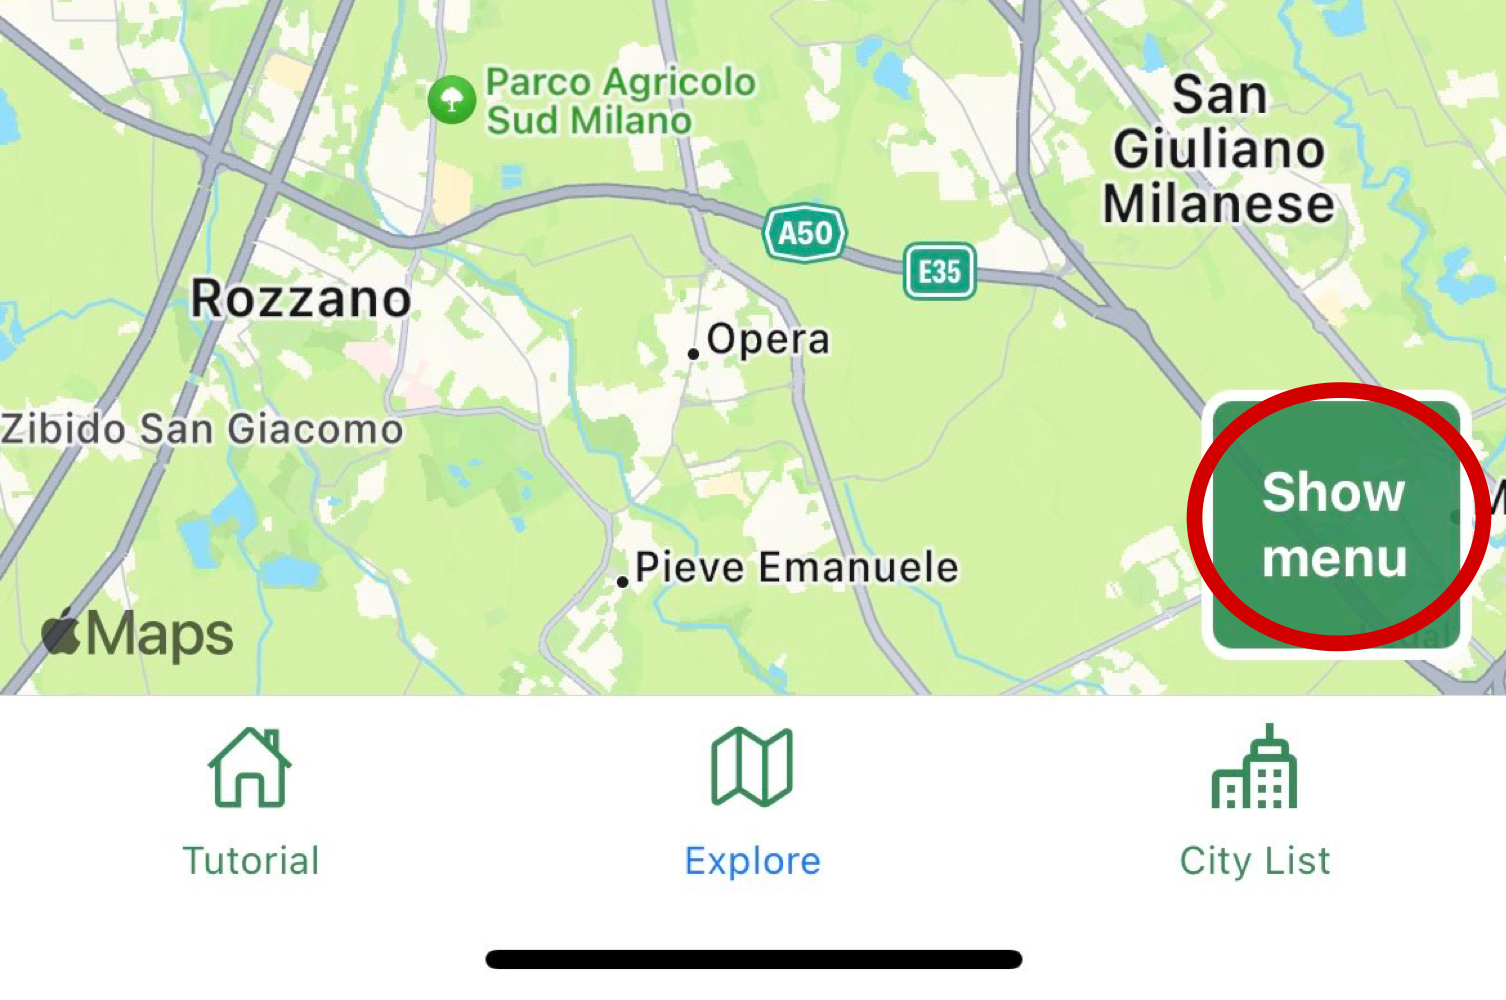 Parco Agricolo
Sud Milano
San
Giuliano
Milanese
A50
E35
Rozzano
Opera
Zibido San Giacomo
Show
menu
Pieve Emanuele
Maps
Tutorial
Explore
City List